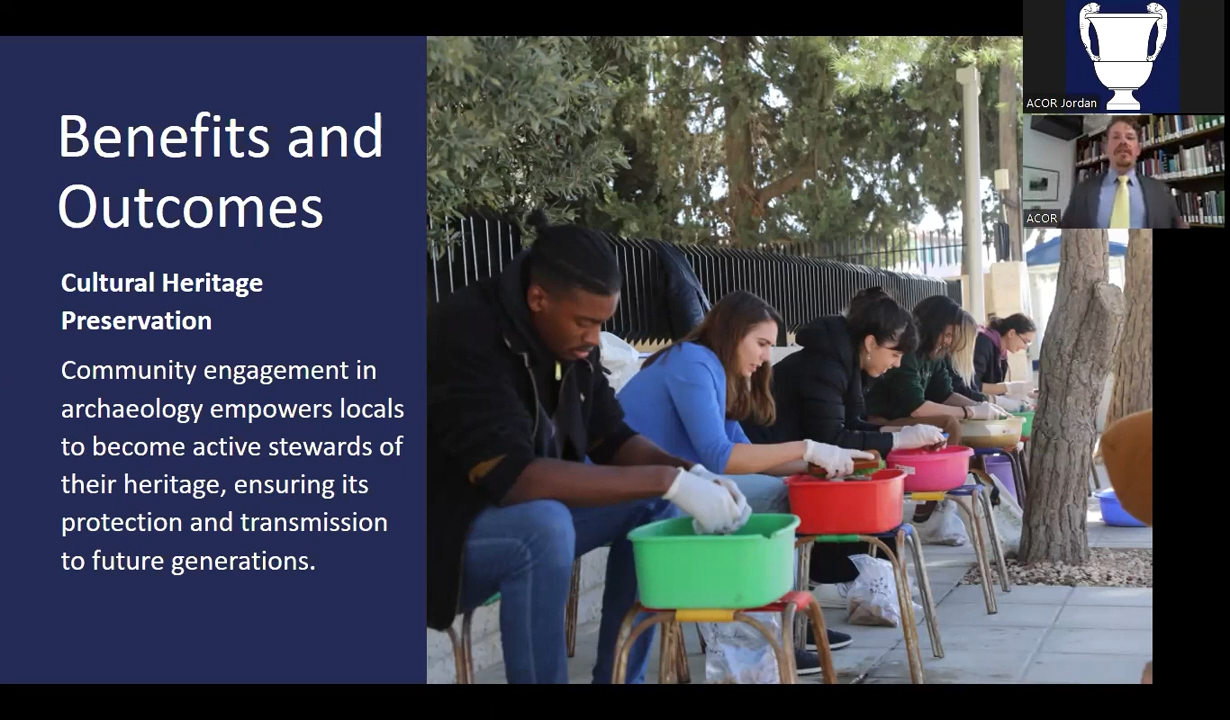 Benefits and
Outcomes
Cultural Heritage
Preservation
Community engagement in
archaeology empowers locals
to become active stewards of
their heritage, ensuring its
protection and transmission
to future generations.
ACOR Jordan
ACOR